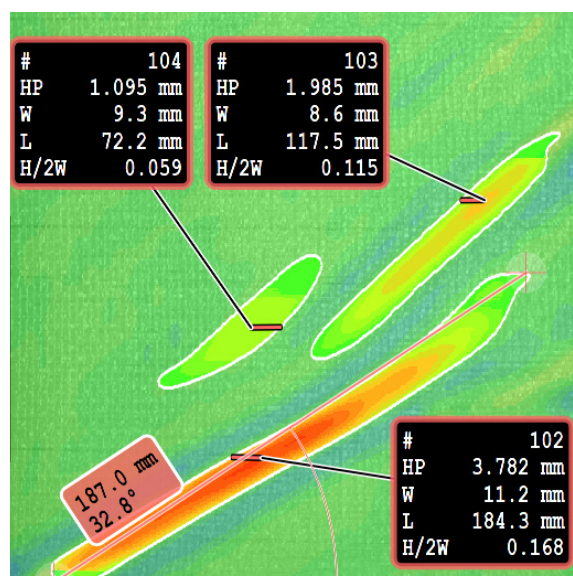 # 104
HP 1.095 mm
W 9.3 mm
L 72.2 mm
H/2W 0.059
# 103
HP 1.985 mm
W 8.6 mm
L 117.5 mm
H/2W 0.115
187.0 mm
32.8°
# 102
HP 3.782 mm
W 11.2 mm
L 184.3 mm
H/2W 0.168